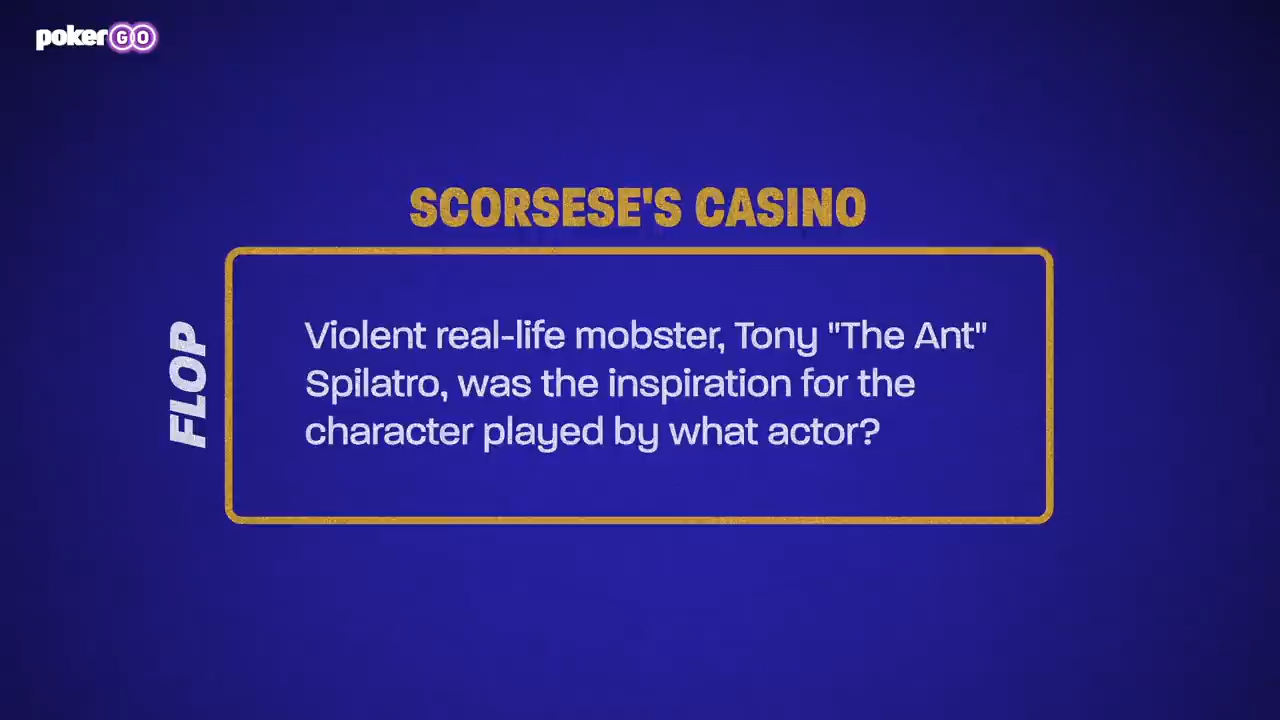 pokerGO
SCORSESE'S CASINO
FLOP
Violent real-life mobster, Tony "The Ant"
Spilatro, was the inspiration for the
character played by what actor?